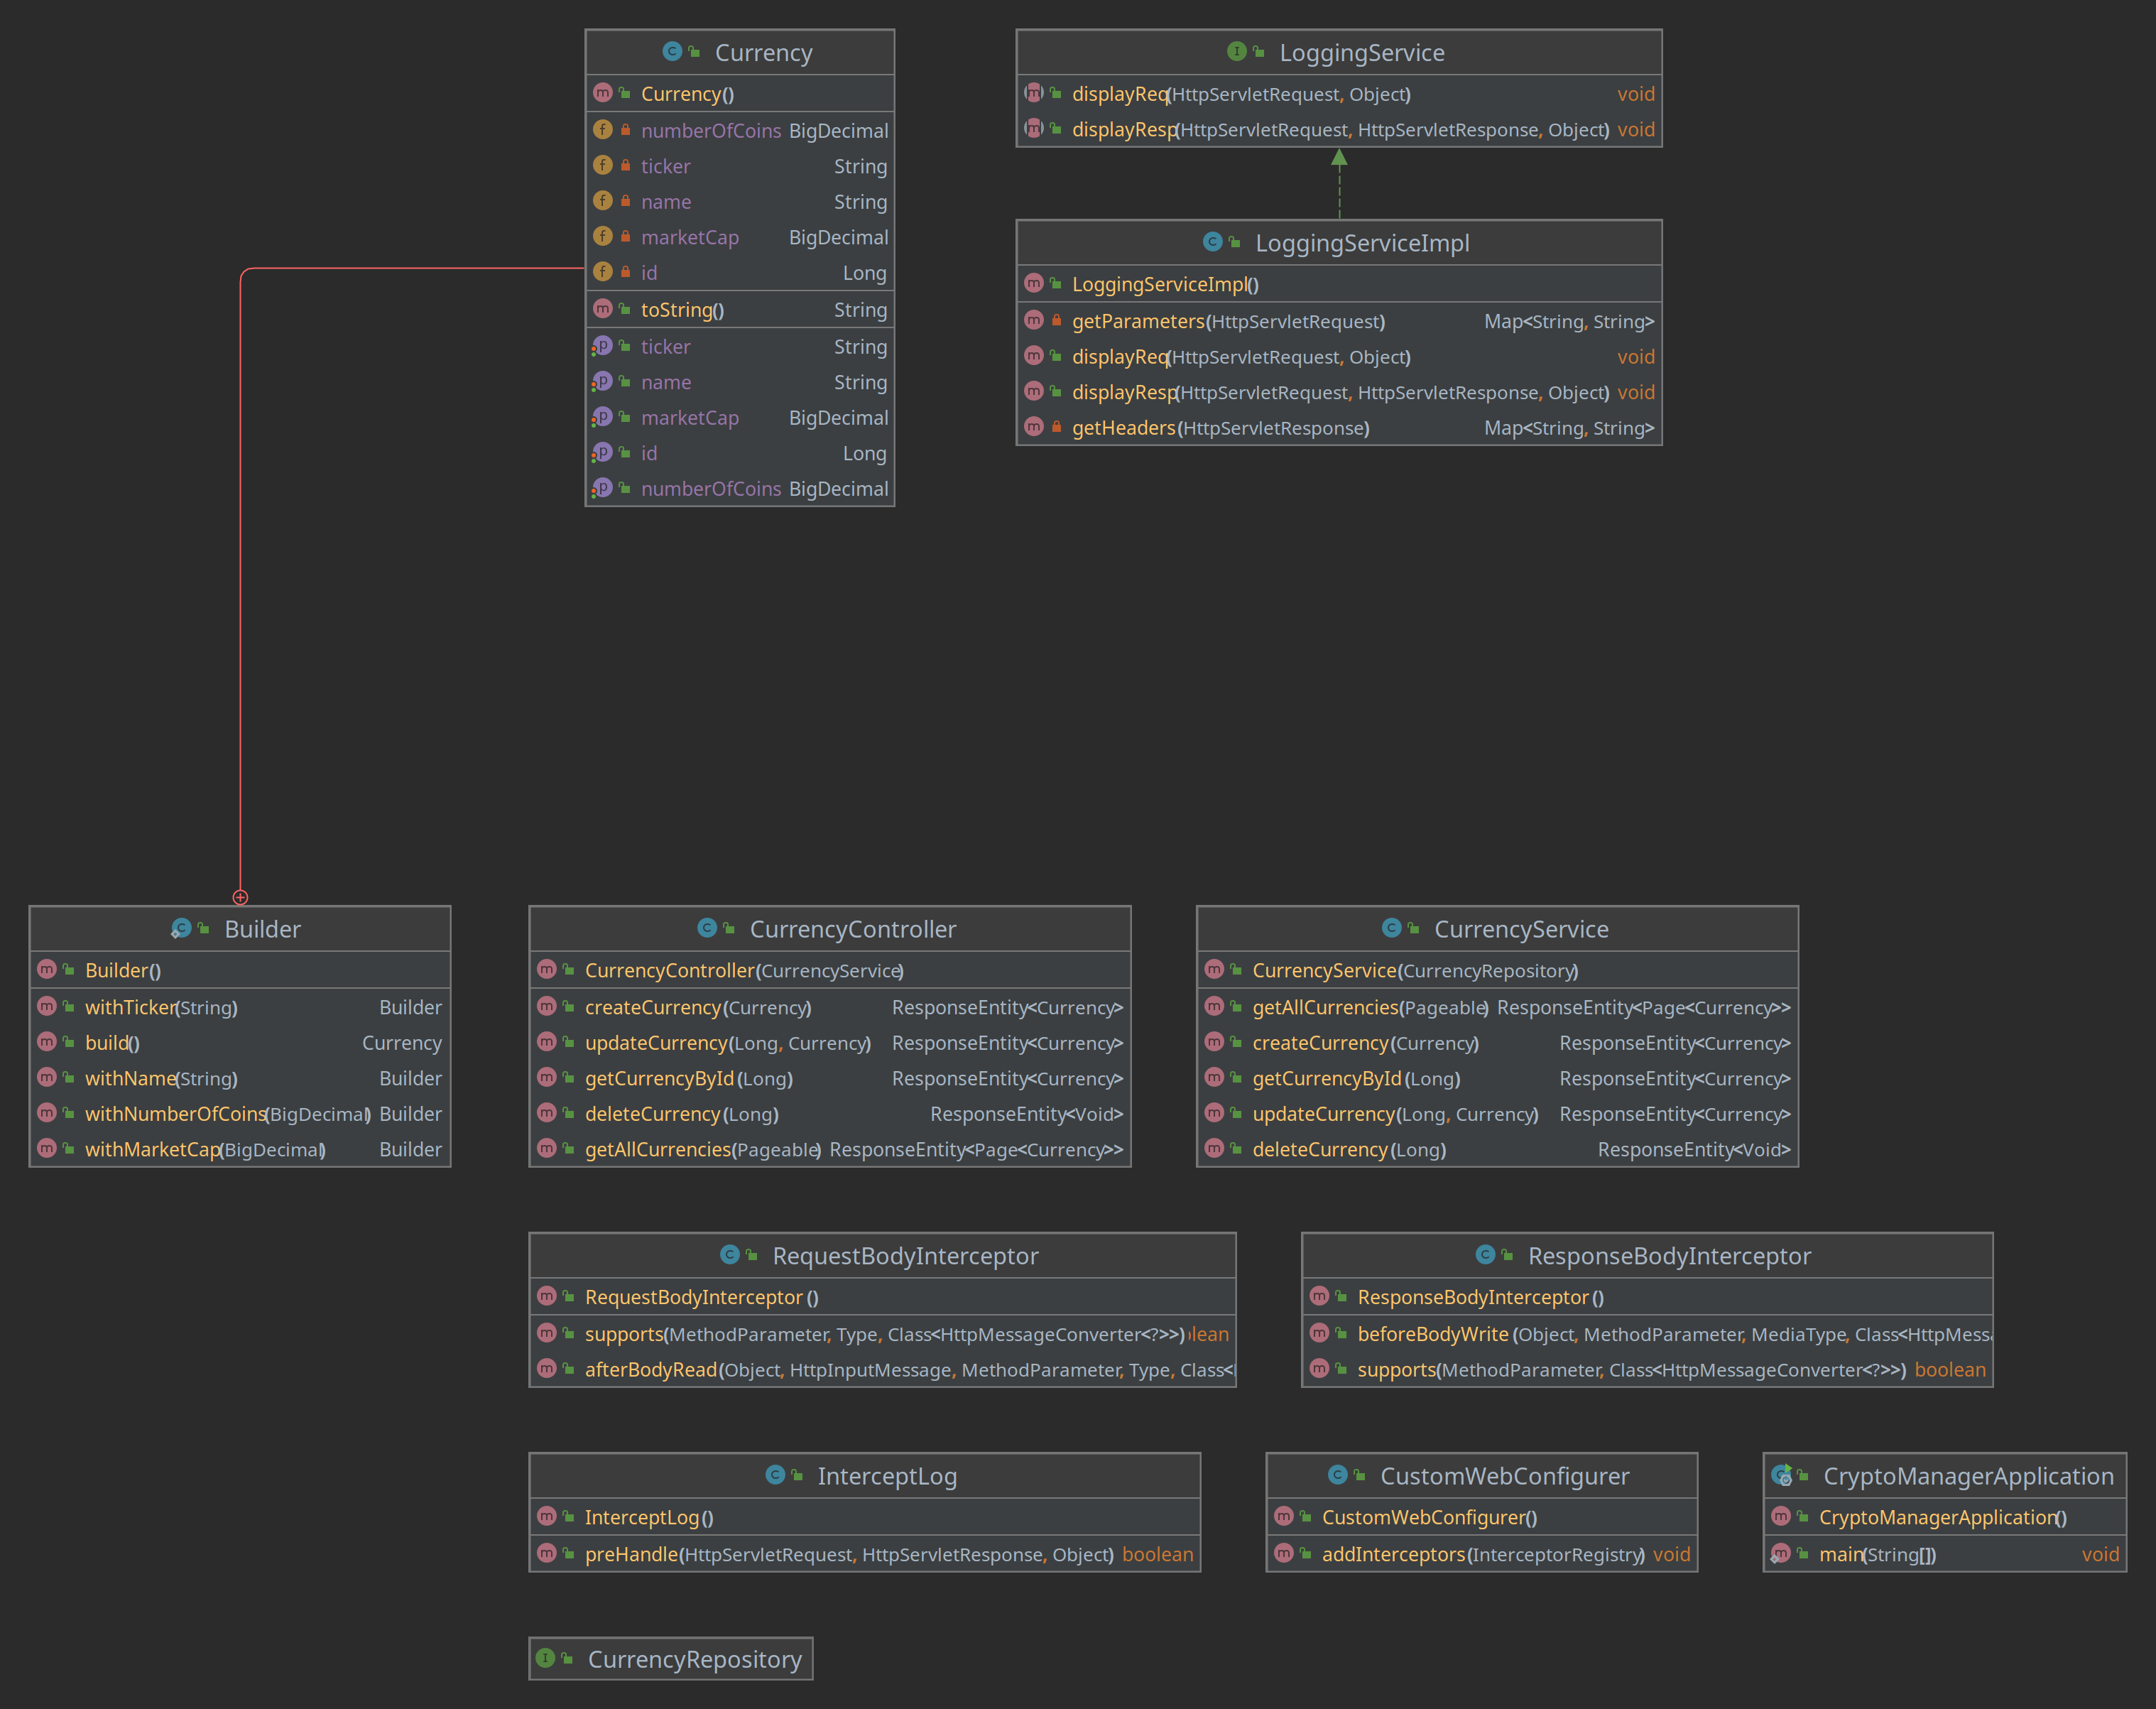 Currency
Currency()
numberOfCoins BigDecimal
ticker String
name String
marketCap BigDecimal
id Long
toString() String
ticker String
name String
marketCap BigDecimal
id Long
numberOfCoins BigDecimal
LoggingService
displayReq(HttpServletRequest, Object) void
displayResp(HttpServletRequest, HttpServletResponse, Object) void
LoggingServiceImpl
LoggingServiceImpl()
getParameters(HttpServletRequest) Map<String, String>
displayReq(HttpServletRequest, Object) void
displayResp(HttpServletRequest, HttpServletResponse, Object) void
getHeaders(HttpServletResponse) Map<String, String>
Builder
Builder()
withTicker(String) Builder
build() Currency
withName(String) Builder
withNumberOfCoins(BigDecimal) Builder
withMarketCap(BigDecimal) Builder
CurrencyController
CurrencyController(CurrencyService)
createCurrency(Currency) ResponseEntity<Currency>
updateCurrency(Long, Currency) ResponseEntity<Currency>
getCurrencyById(Long) ResponseEntity<Currency>
deleteCurrency(Long) ResponseEntity<Void>
getAllCurrencies(Pageable) ResponseEntity<Page<Currency>>
CurrencyService
CurrencyService(CurrencyRepository)
getAllCurrencies(Pageable) ResponseEntity<Page<Currency>>
createCurrency(Currency) ResponseEntity<Currency>
getCurrencyById(Long) ResponseEntity<Currency>
updateCurrency(Long, Currency) ResponseEntity<Currency>
deleteCurrency(Long) ResponseEntity<Void>
RequestBodyInterceptor
RequestBodyInterceptor()
supports(MethodParameter, Type, Class<HttpMessageConverter<?>>) lean
afterBodyRead(Object, HttpInputMessage, MethodParameter, Type, Class<
ResponseBodyInterceptor
ResponseBodyInterceptor()
beforeBodyWrite(Object, MethodParameter, MediaType, Class<HttpMess
supports(MethodParameter, Class<HttpMessageConverter<?>>) boolean
InterceptLog
InterceptLog()
preHandle(HttpServletRequest, HttpServletResponse, Object) boolean
CustomWebConfigurer
CustomWebConfigurer()
addInterceptors(InterceptorRegistry) void
CryptoManagerApplication
CryptoManagerApplication()
main(String[]) void
CurrencyRepository